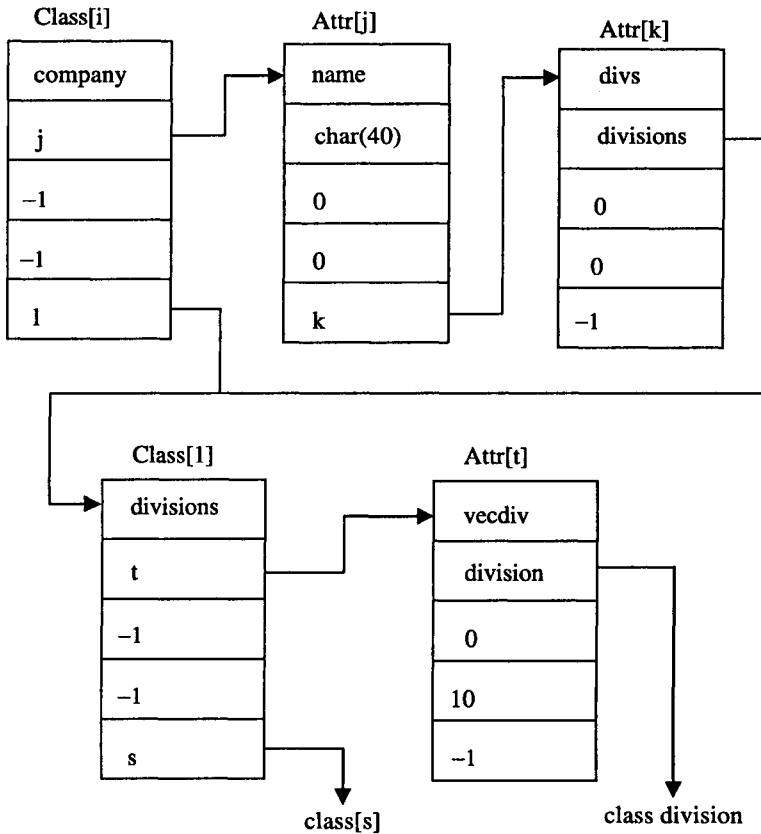 Class[i]
company
j
–1
–1
l
Attr[j]
name
char(40)
0
0
k
Attr[k]
divs
divisions
0
0
–1
Class[1]
divisions
t
–1
–1
s
class[s]
Attr[t]
vecdiv
division
0
10
–1
class division